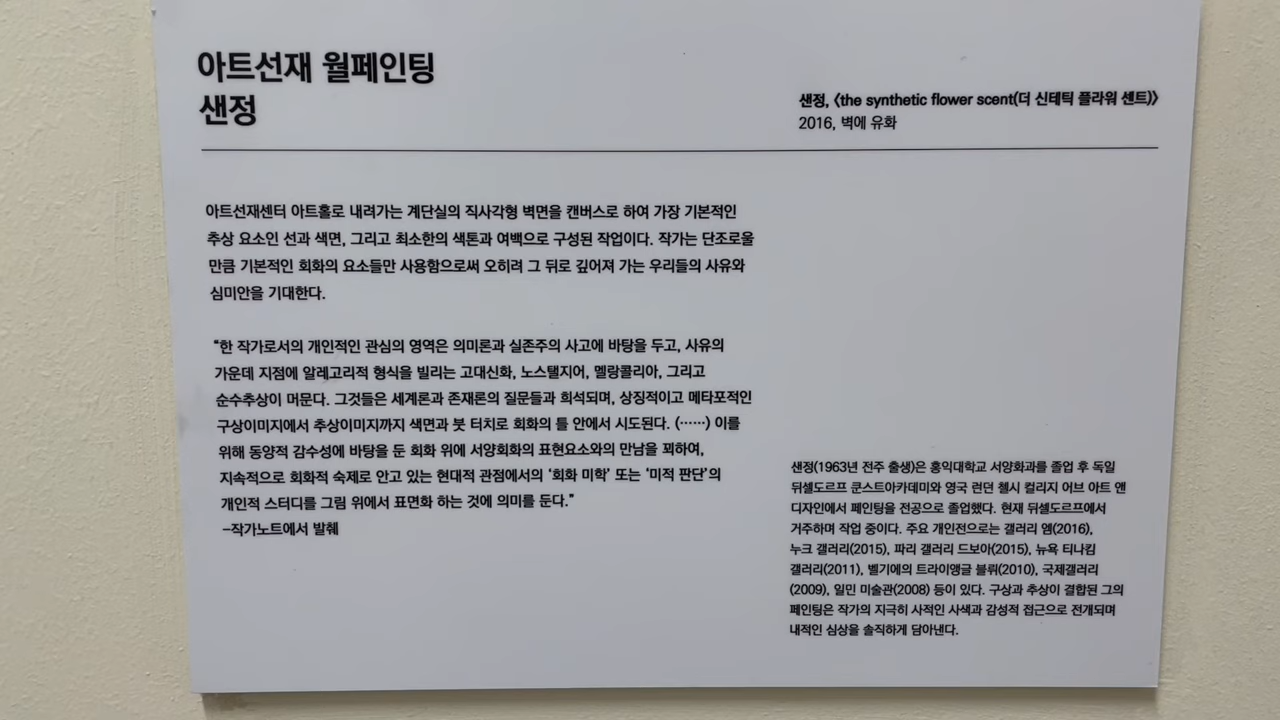 아트선재 월페인팅
샌정
샌정, 〈the synthetic flower scent(더 신테틱 플라워 센트)〉
2016, 벽에 유화
아트선재센터 아트홀로 내려가는 계단실의 직사각형 벽면을 캔버스로 하여 가장 기본적인
추상 요소인 선과 색면, 그리고 최소한의 색톤과 여백으로 구성된 작업이다. 작가는 단조로울
만큼 기본적인 회화의 요소들만 사용함으로써 오히려 그 뒤로 깊어져 가는 우리들의 사유와
심미안을 기대한다.
“한 작가로서의 개인적인 관심의 영역은 의미론과 실존주의 사고에 바탕을 두고, 사유의
가운데 지점에 알레고리적 형식을 빌리는 고대신화, 노스탤지어, 멜랑콜리아, 그리고
순수추상이 머문다. 그것들은 세계론과 존재론의 질문들과 희석되며, 상징적이고 메타포적인
구상이미지에서 추상이미지까지 색면과 붓 터치로 회화의 틀 안에서 시도된다. (……) 이를
위해 동양적 감수성에 바탕을 둔 회화 위에 서양회화의 표현요소와의 만남을 꾀하여,
지속적으로 회화적 숙제로 안고 있는 현대적 관점에서의 ‘회화 미학’ 또는 ‘미적 판단’의
개인적 스터디를 그림 위에서 표면화 하는 것에 의미를 둔다.”
–작가노트에서 발췌
샌정(1963년 전주 출생)은 홍익대학교 서양화과를 졸업 후 독일
뒤셀도르프 쿤스트아카데미와 영국 런던 첼시 컬리지 어브 아트 앤
디자인에서 페인팅을 전공으로 졸업했다. 현재 뒤셀도르프에서
거주하며 작업 중이다. 주요 개인전으로는 갤러리 엠(2016),
누크 갤러리(2015), 파리 갤러리 드보아(2015), 뉴욕 티나킴
갤러리(2011), 벨기에의 트라이앵글 블뤼(2010), 국제갤러리
(2009), 일민 미술관(2008) 등이 있다. 구상과 추상이 결합된 그의
페인팅은 작가의 지극히 사적인 사색과 감성적 접근으로 전개되며
내적인 심상을 솔직하게 담아낸다.